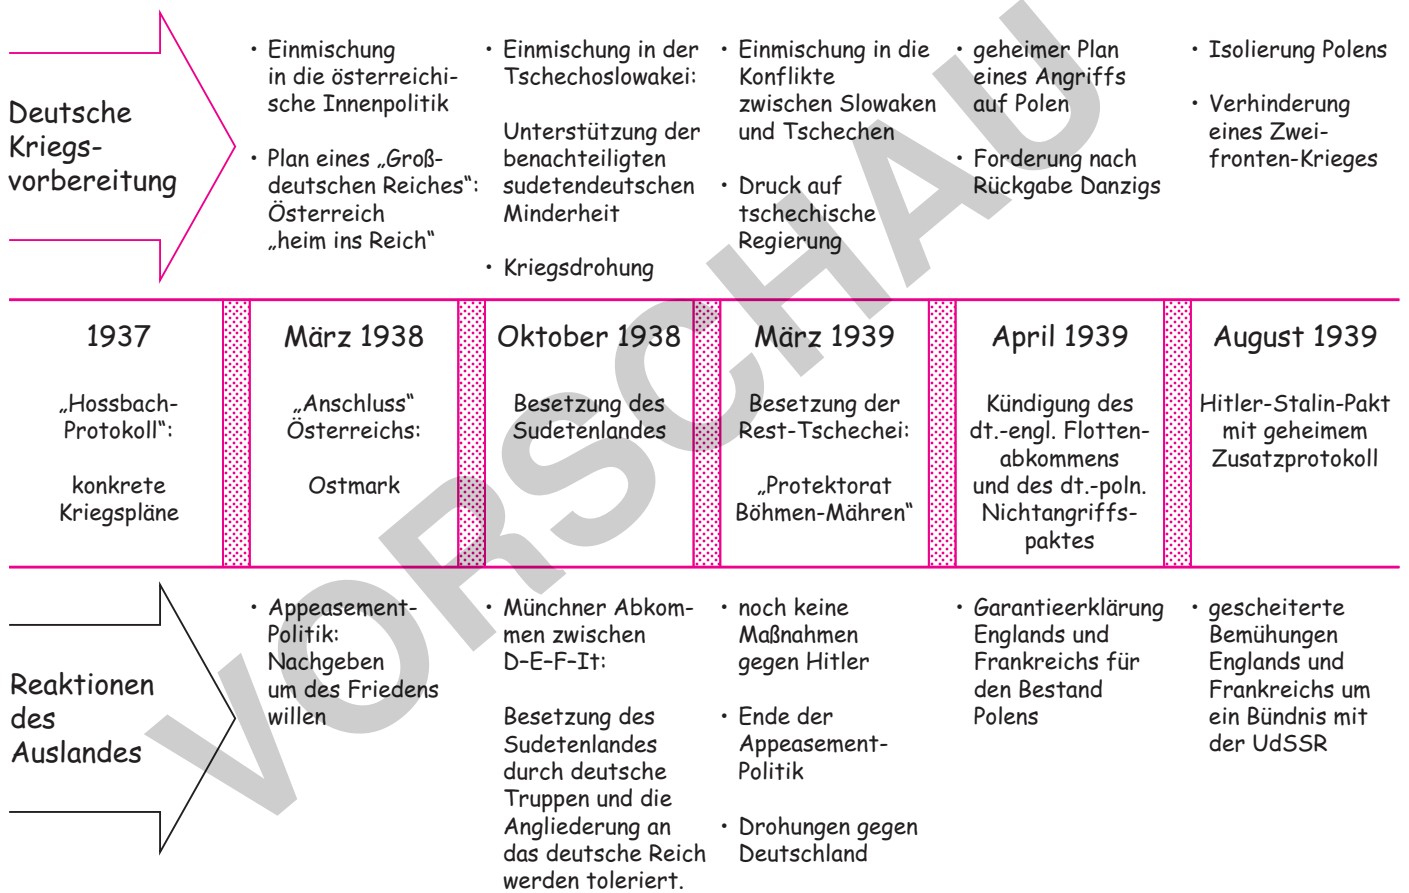 Deutsche
Kriegs-
vorbereitung
· Einmischung
in die österreichi-
sche Innenpolitik
· Plan eines „Groß-
deutschen Reiches“:
Österreich
„heim ins Reich“
· Einmischung in der
Tschechoslowakei:
Unterstützung der
benachteiligten
sudetendeutschen
Minderheit
· Kriegsdrohung
· Einmischung in die
Konflikte
zwischen Slowaken
und Tschechen
· Druck auf
tschechische
Regierung
· geheimer Plan
eines Angriffs
auf Polen
· Forderung nach
Rückgabe Danzigs
· Isolierung Polens
· Verhinderung
eines Zwei-
fronten-Krieges
1937
„Hossbach-
Protokoll“:
konkrete
Kriegspläne
März 1938
„Anschluss“
Österreichs:
Ostmark
Oktober 1938
Besetzung des
Sudetenlandes
März 1939
Besetzung der
Rest-Tschechei:
„Protektorat
Böhmen-Mähren“
April 1939
Kündigung des
dt.-engl. Flotten-
abkommens
und des dt.-poln.
Nichtangriffs-
paktes
August 1939
Hitler-Stalin-Pakt
mit geheimem
Zusatzprotokoll
Reaktionen
des
Auslandes
· Appeasement-
Politik:
Nachgeben
um des Friedens
willen
· Münchner Abkom-
men zwischen
D–E–F–It:
Besetzung des
Sudetenlandes
durch deutsche
Truppen und die
Angliederung an
das deutsche Reich
werden toleriert.
· noch keine
Maßnahmen
gegen Hitler
· Ende der
Appeasement-
Politik
· Drohungen gegen
Deutschland
· Garantieerklärung
Englands und
Frankreichs für
den Bestand
Polens
· gescheiterte
Bemühungen
Englands und
Frankreichs um
ein Bündnis mit
der UdSSR
VORSCHAU